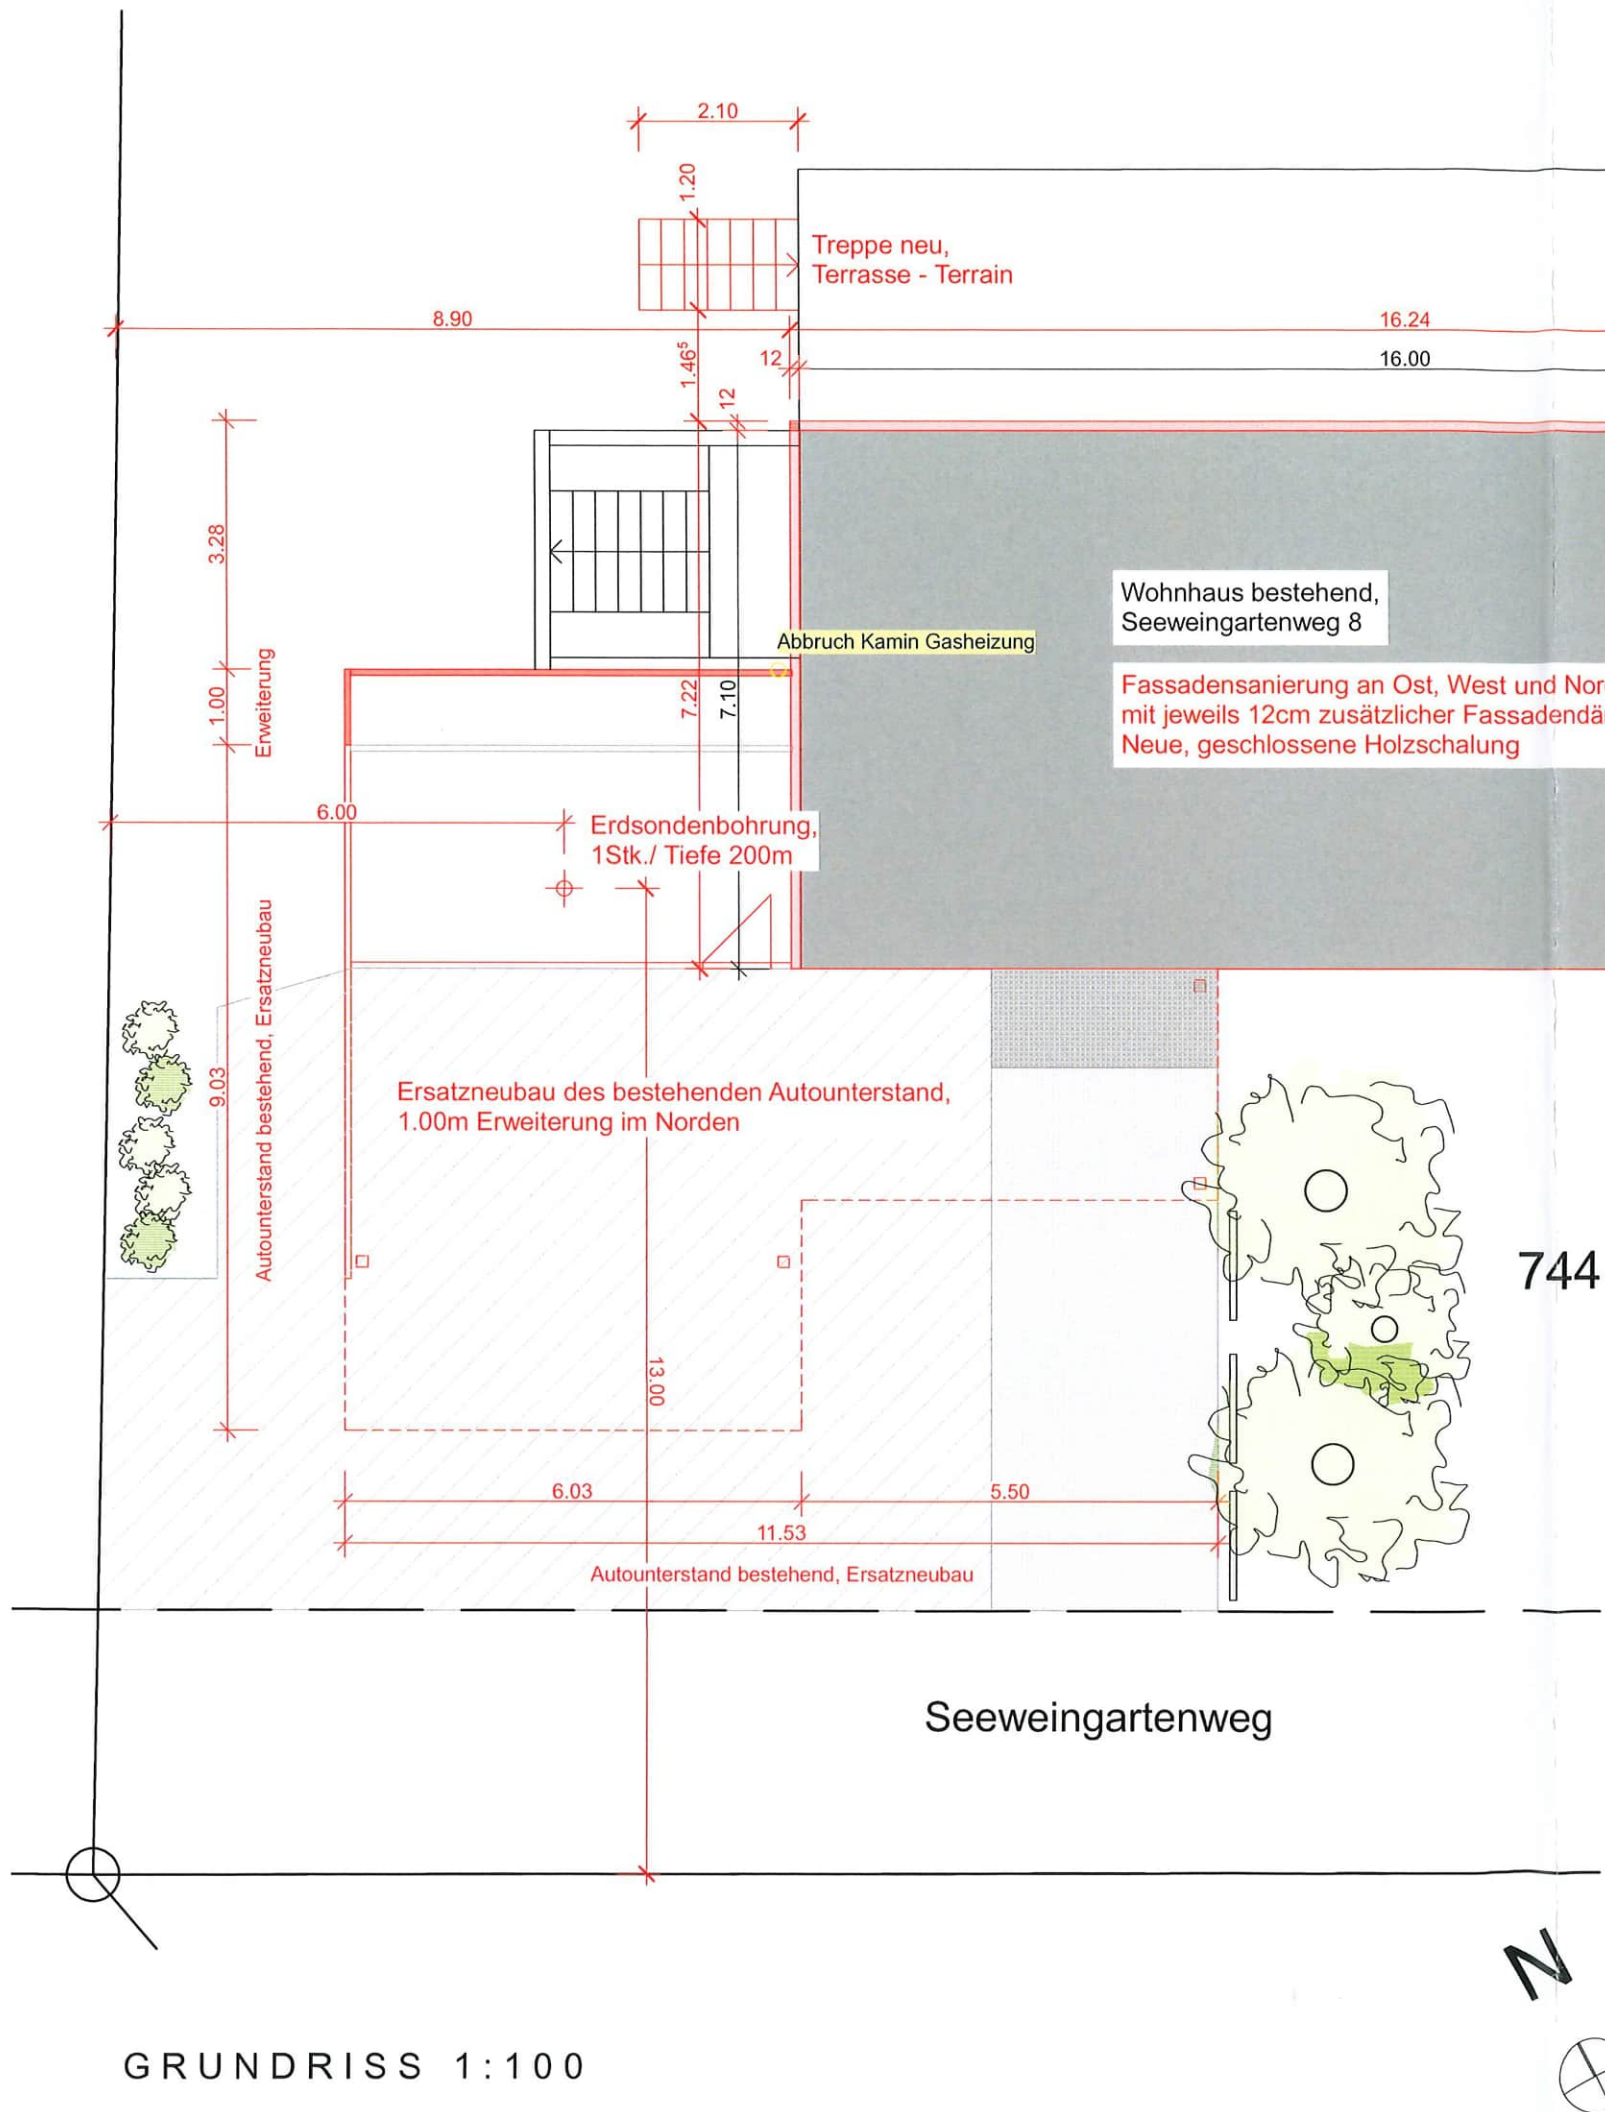 2.10
1.20
Treppe neu,
Terrasse - Terrain
8.90
16.24
1.46⁵
12
16.00
12
3.28
Wohnhaus bestehend,
Seeweingartenweg 8
Abbruch Kamin Gasheizung
1.00
Erweiterung
7.22
7.10
Fassadensanierung an Ost, West und Nor
mit jeweils 12cm zusätzlicher Fassadendä
Neue, geschlossene Holzschalung
6.00
Erdsondenbohrung,
1Stk./ Tiefe 200m
9.03
Autounterstand bestehend, Ersatzneubau
Ersatzneubau des bestehenden Autounterstand,
1.00m Erweiterung im Norden
744
13.00
6.03
5.50
11.53
Autounterstand bestehend, Ersatzneubau
Seeweingartenweg
N
GRUNDRISS 1:100